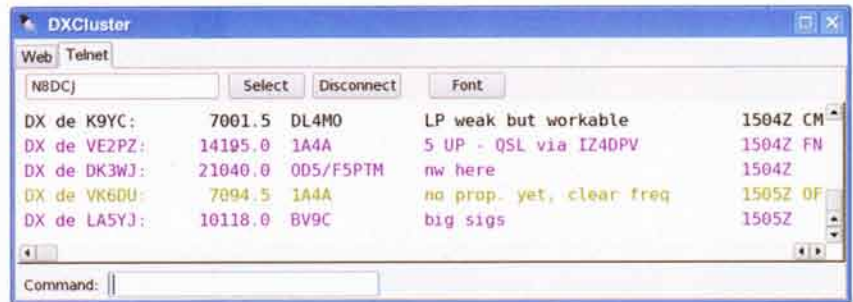 DXCluster
Web Telnet
N8DCJ Select Disconnect Font
DX de K9YC: 7001.5 DL4MO LP weak but workable 1504Z CM
DX de VE2PZ: 14195.0 1A4A 5 UP - QSL via IZ4DPV 1504Z FN
DX de DK3WJ: 21040.0 OD5/F5PTM nw here 1504Z
DX de VK6DU: 7094.5 1A4A no prop. yet, clear freq 1505Z OF
DX de LA5YJ: 10118.0 BV9C big sigs 1505Z
Command: